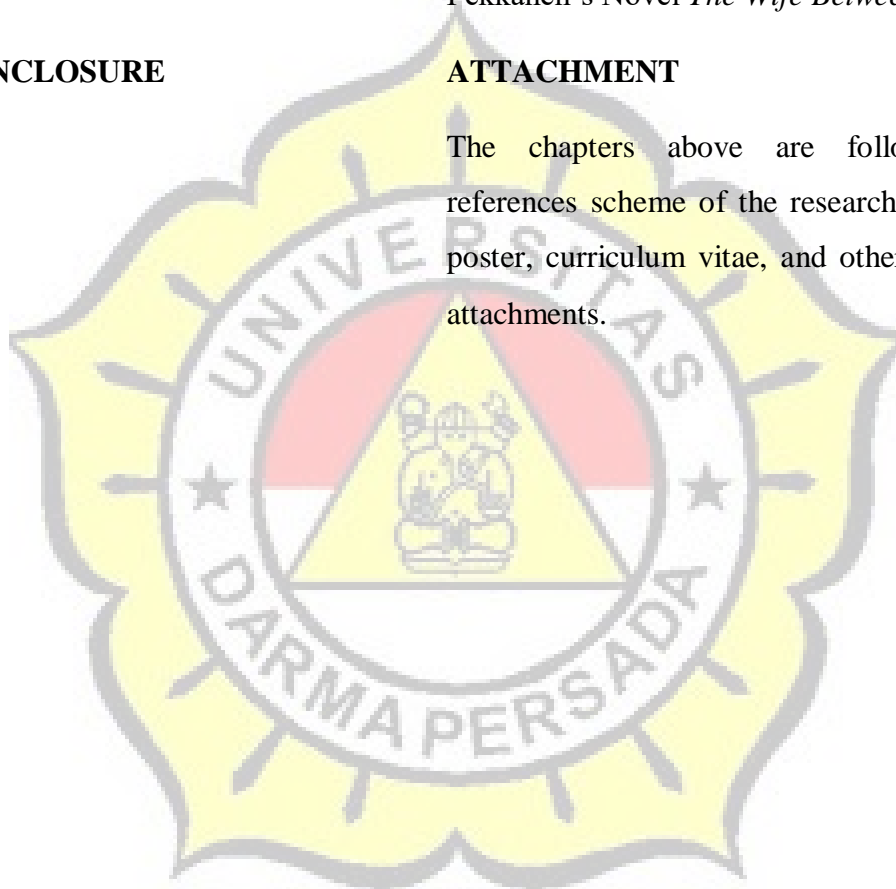 Pekkanen's Novel The Wife Betwe
NCLOSURE ATTACHMENT
The chapters above are follo
references scheme of the research
poster, curriculum vitae, and othe
attachments.
UNIVERSITAS
DARMA PERSADA